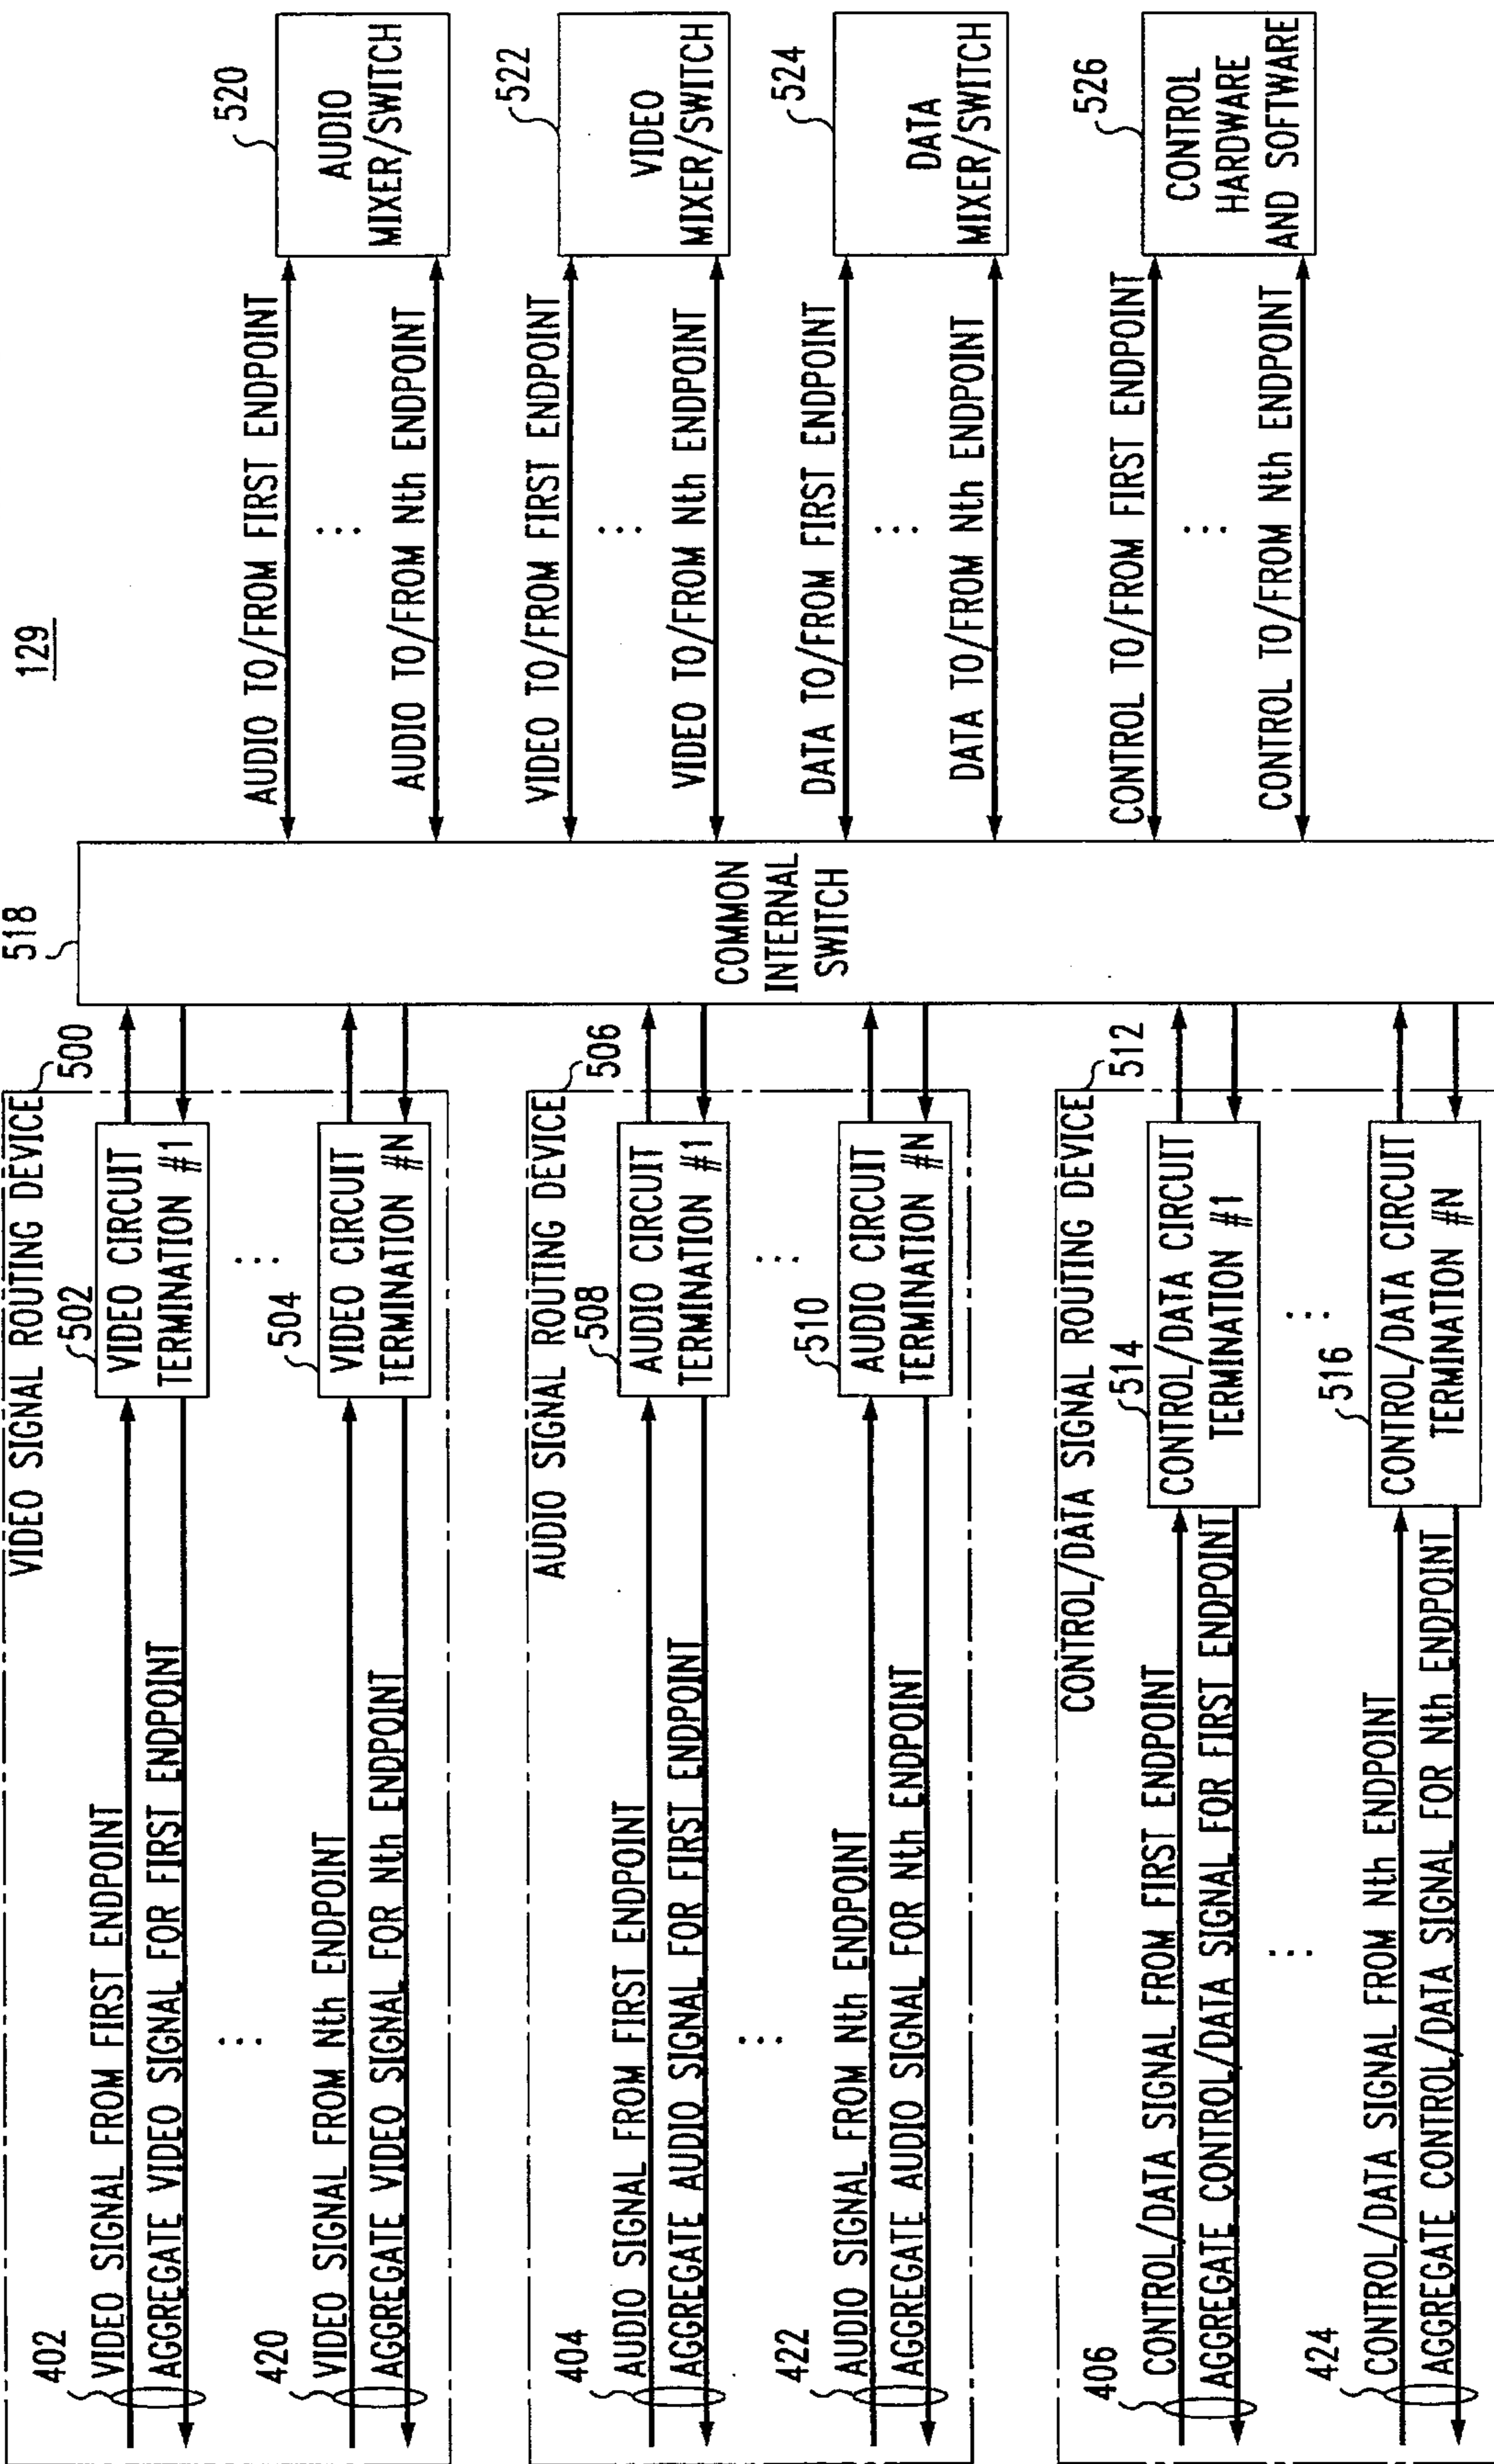 129
VIDEO SIGNAL ROUTING DEVICE
500
402
VIDEO SIGNAL FROM FIRST ENDPOINT
AGGREGATE VIDEO SIGNAL FOR FIRST ENDPOINT
502
VIDEO CIRCUIT
TERMINATION #1
⋮
420
VIDEO SIGNAL FROM Nth ENDPOINT
AGGREGATE VIDEO SIGNAL FOR Nth ENDPOINT
504
VIDEO CIRCUIT
TERMINATION #N
AUDIO SIGNAL ROUTING DEVICE
506
404
AUDIO SIGNAL FROM FIRST ENDPOINT
AGGREGATE AUDIO SIGNAL FOR FIRST ENDPOINT
508
AUDIO CIRCUIT
TERMINATION #1
⋮
422
AUDIO SIGNAL FROM Nth ENDPOINT
AGGREGATE AUDIO SIGNAL FOR Nth ENDPOINT
510
AUDIO CIRCUIT
TERMINATION #N
CONTROL/DATA SIGNAL ROUTING DEVICE
512
406
CONTROL/DATA SIGNAL FROM FIRST ENDPOINT
AGGREGATE CONTROL/DATA SIGNAL FOR FIRST ENDPOINT
514
CONTROL/DATA CIRCUIT
TERMINATION #1
⋮
424
CONTROL/DATA SIGNAL FROM Nth ENDPOINT
AGGREGATE CONTROL/DATA SIGNAL FOR Nth ENDPOINT
516
CONTROL/DATA CIRCUIT
TERMINATION #N
518
COMMON
INTERNAL
SWITCH
AUDIO TO/FROM FIRST ENDPOINT
⋮
AUDIO TO/FROM Nth ENDPOINT
520
AUDIO
MIXER/SWITCH
VIDEO TO/FROM FIRST ENDPOINT
⋮
VIDEO TO/FROM Nth ENDPOINT
522
VIDEO
MIXER/SWITCH
DATA TO/FROM FIRST ENDPOINT
⋮
DATA TO/FROM Nth ENDPOINT
524
DATA
MIXER/SWITCH
CONTROL TO/FROM FIRST ENDPOINT
⋮
CONTROL TO/FROM Nth ENDPOINT
526
CONTROL
HARDWARE
AND SOFTWARE